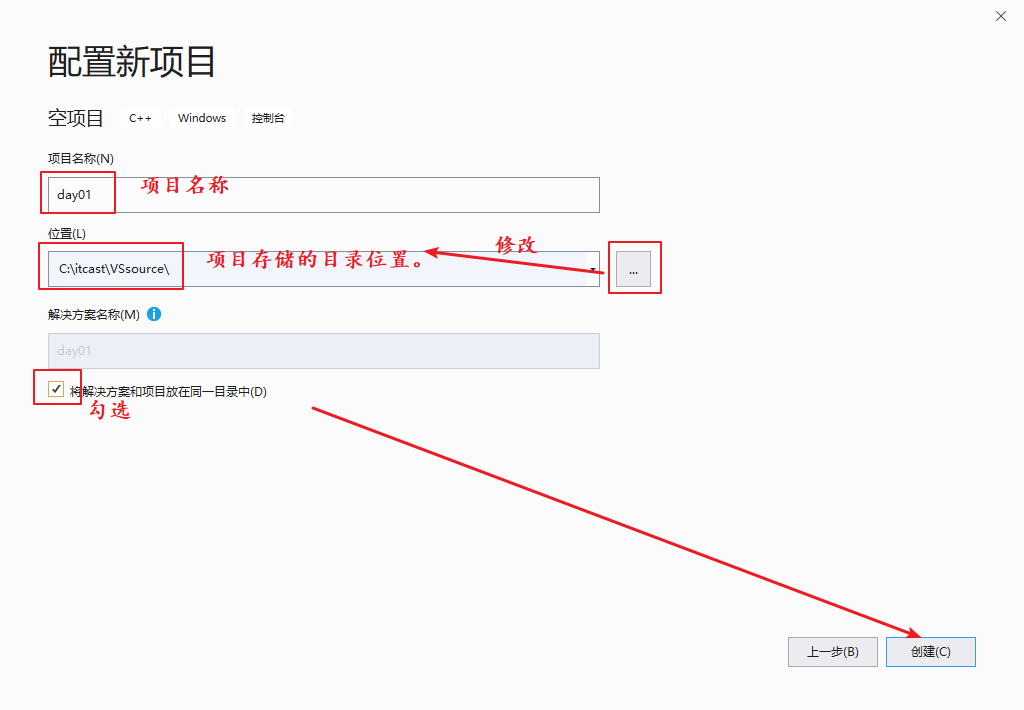 配置新项目
空项目 C++ Windows 控制台
项目名称(N)
day01 项目名称
位置(L)
修改
C:\itcast\VSsource\ 项目存储的目录位置。 ...
解决方案名称(M)
day01
将解决方案和项目放在同一目录中(D)
勾选
上一步(B) 创建(C)